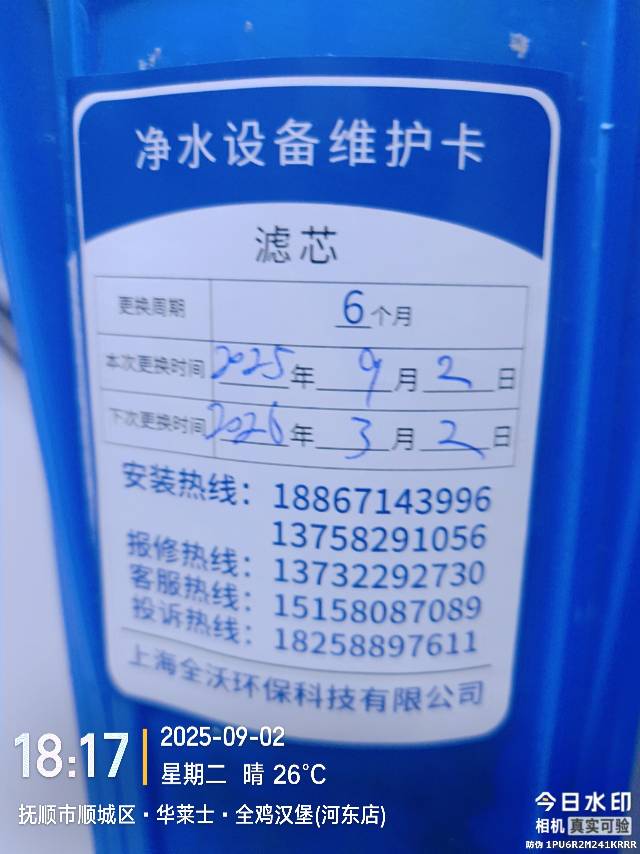 净水设备维护卡
滤芯
更换周期 6个月
本次更换时间 2025年9月2日
下次更换时间 2026年3月2日
安装热线：18867143996
13758291056
报修热线：13732292730
客服热线：15158087089
投诉热线：18258897611
上海全沃环保科技有限公司
18:17
2025-09-02
星期二 晴 26℃
抚顺市顺城区·华莱士·全鸡汉堡(河东店)
今日水印
相机 真实可验
防伪 1PU6R2M241KRRR